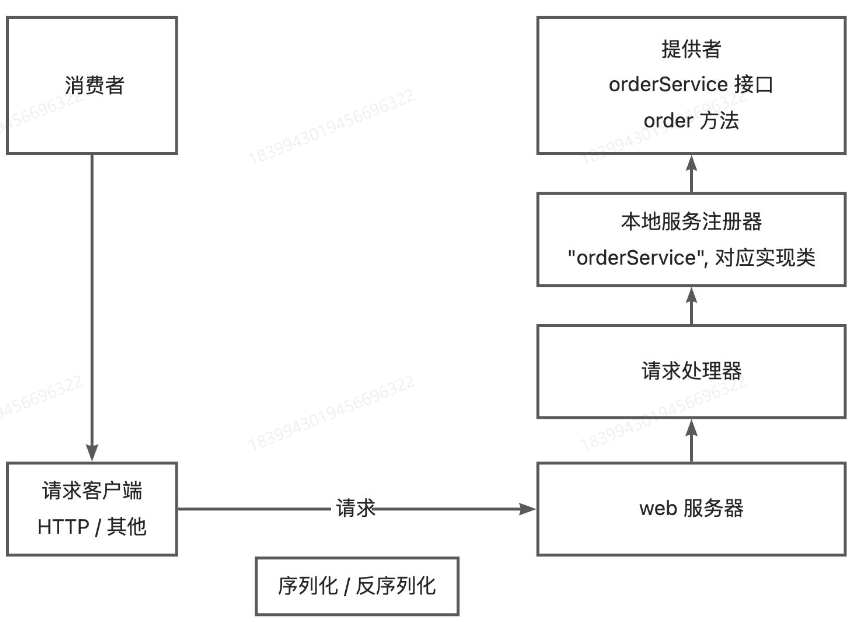 消费者
提供者
orderService 接口
order 方法
本地服务注册器
"orderService", 对应实现类
请求处理器
请求客户端
HTTP / 其他
请求
web 服务器
序列化 / 反序列化
1839943019456696322
1839943019456696322